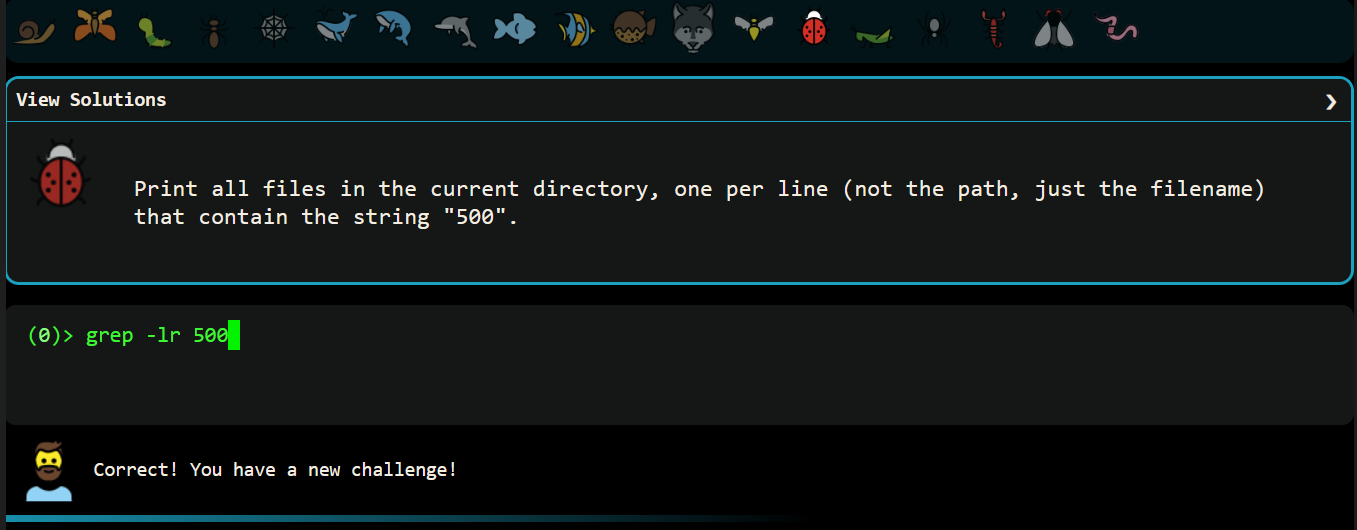 View Solutions
Print all files in the current directory, one per line (not the path, just the filename)
that contain the string "500".
(0)> grep -lr 500
Correct! You have a new challenge!